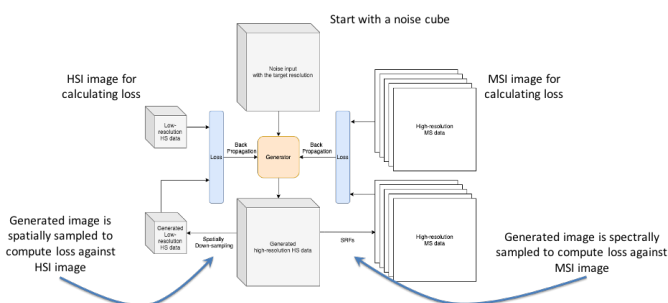 Start with a noise cube
Noise input
with the target resolution
HSI image for
calculating loss
MSI image for
calculating loss
Low-
resolution
HS data
High-resolution
MS data
Loss
Back
Propagation
Generator
Back
Propagation
Loss
Generated
Low-
resolution
HS data
Spatially
Down-sampling
Generated
high-resolution HS data
SRFs
High-resolution
MS data
Generated image is
spatially sampled to
compute loss against
HSI image
Generated image is spectrally
sampled to compute loss against
MSI image